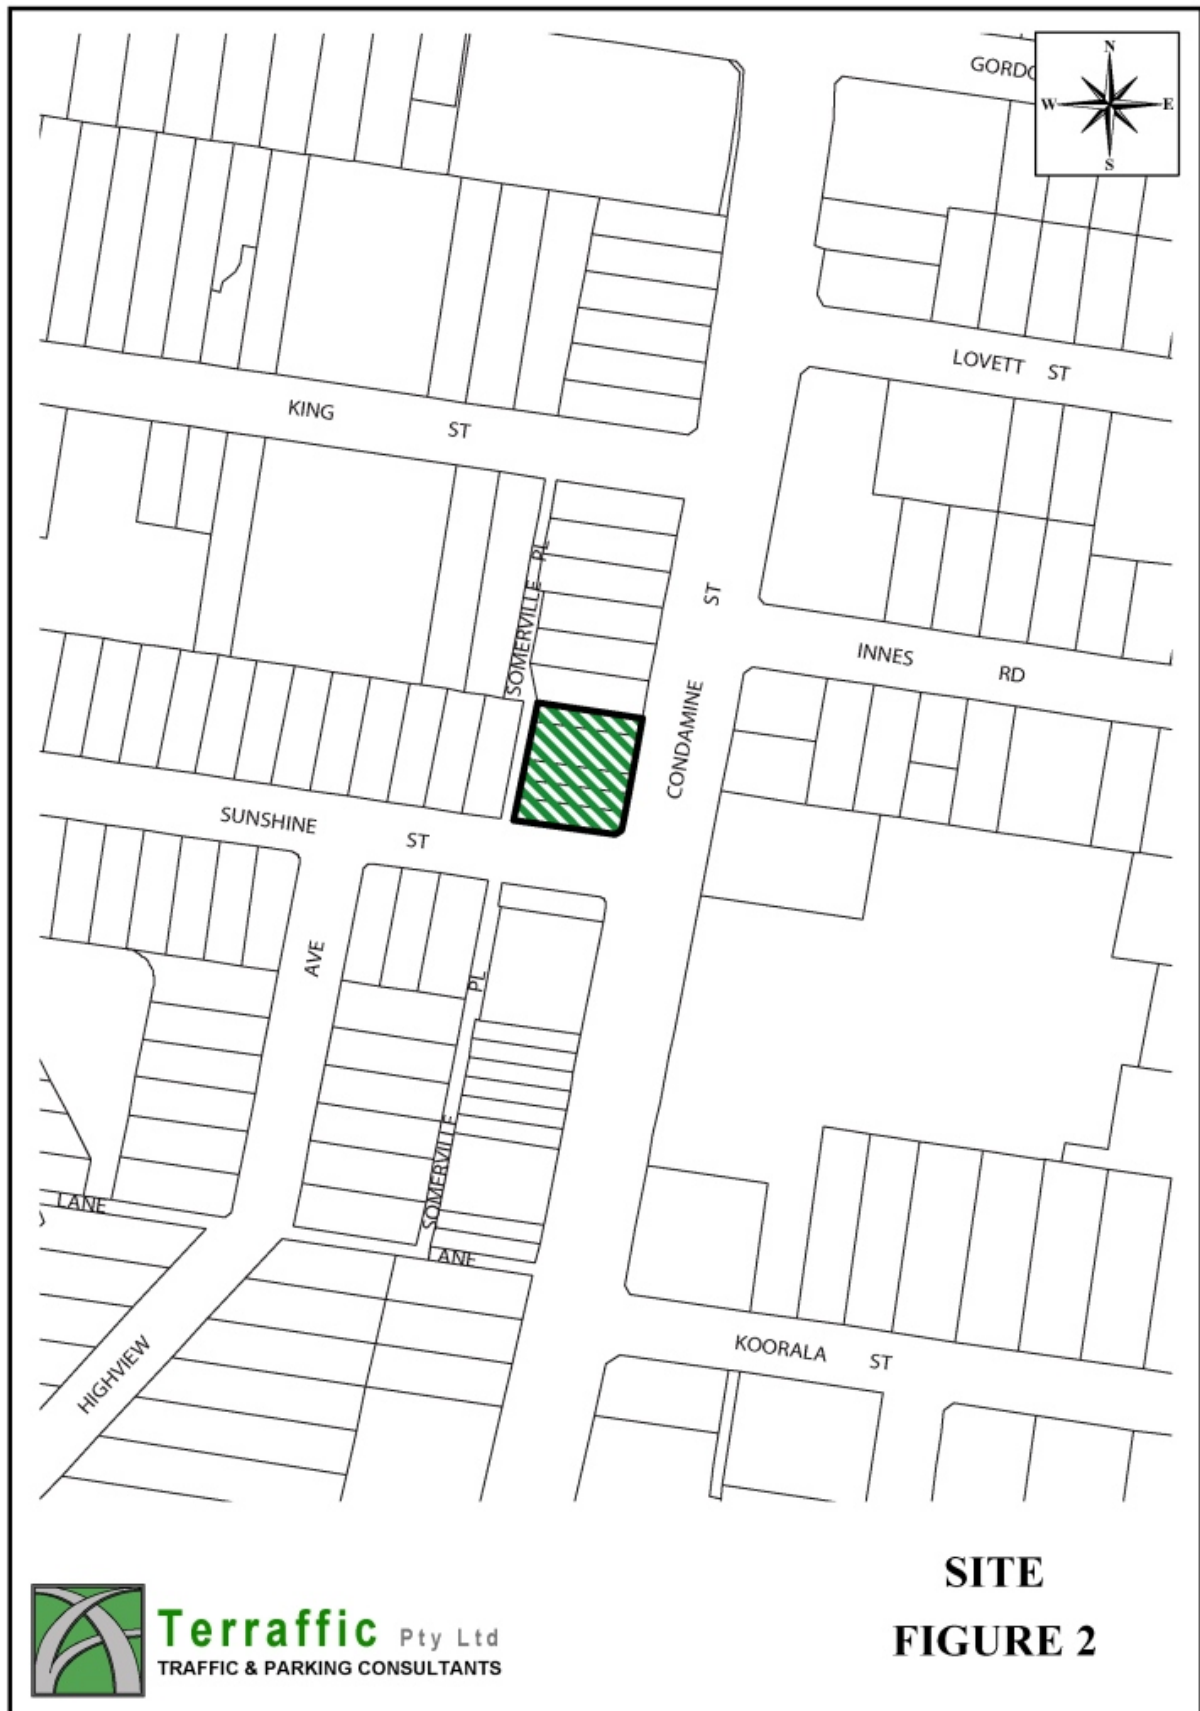 GORDO
N
W E
S
LOVETT ST
KING ST
SOMERVILLE PL
ST
INNES RD
CONDAMINE
SUNSHINE ST
AVE
PL
SOMERVILLE
LANE
LANE
HIGHVIEW
KOORALA ST
SITE
FIGURE 2
Terraffic Pty Ltd
TRAFFIC & PARKING CONSULTANTS